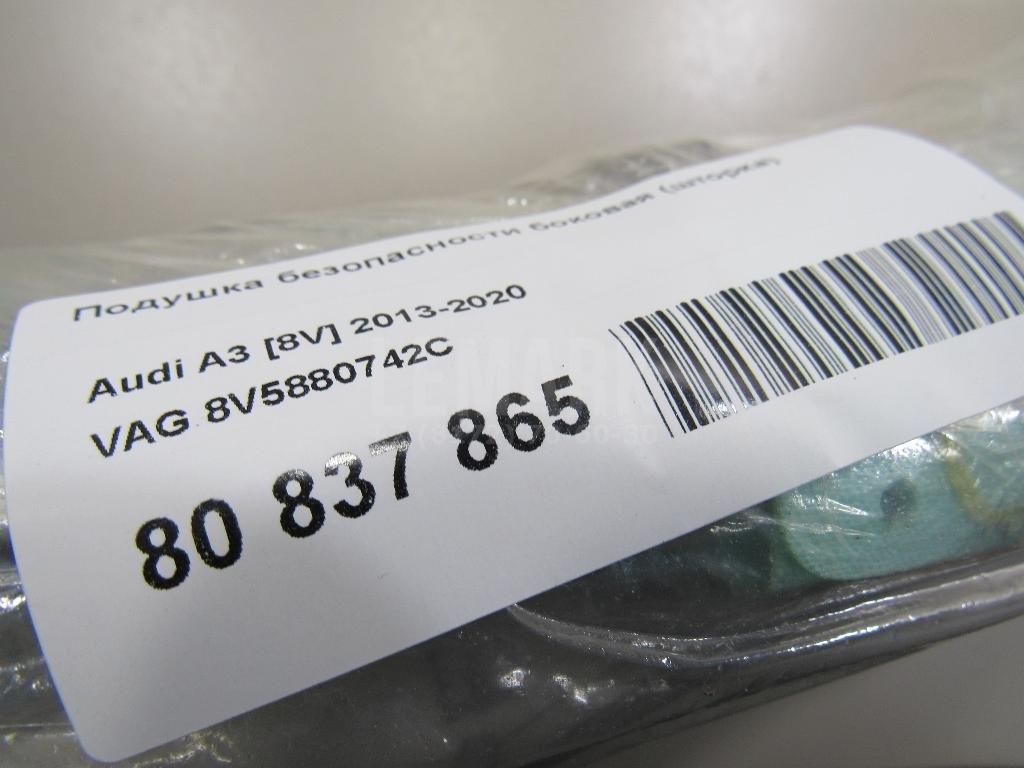 Подушка безопасности боковая (шторка)
Audi A3 [8V] 2013-2020
VAG 8V5880742C
80 837 865